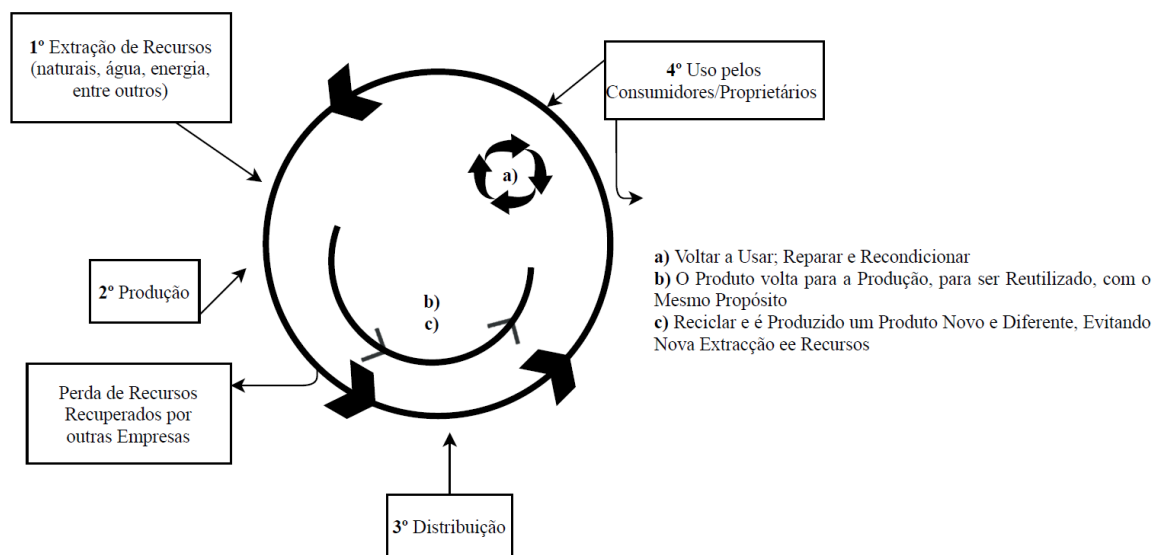 1º Extração de Recursos
(naturais, água, energia,
entre outros)
4º Uso pelos
Consumidores/Proprietários
a)
2º Produção
b)
c)
a) Voltar a Usar; Reparar e Recondicionar
b) O Produto volta para a Produção, para ser Reutilizado, com o
Mesmo Propósito
c) Reciclar e é Produzido um Produto Novo e Diferente, Evitando
Nova Extracção ee Recursos
Perda de Recursos
Recuperados por
outras Empresas
3º Distribuição